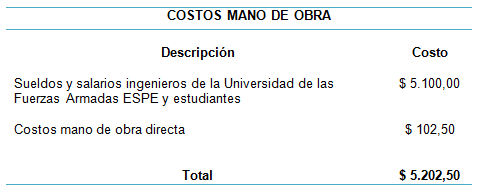 COSTOS MANO DE OBRA
Descripción Costo
Sueldos y salarios ingenieros de la Universidad de las $ 5.100,00
Fuerzas Armadas ESPE y estudiantes
Costos mano de obra directa $ 102,50
Total $ 5.202,50